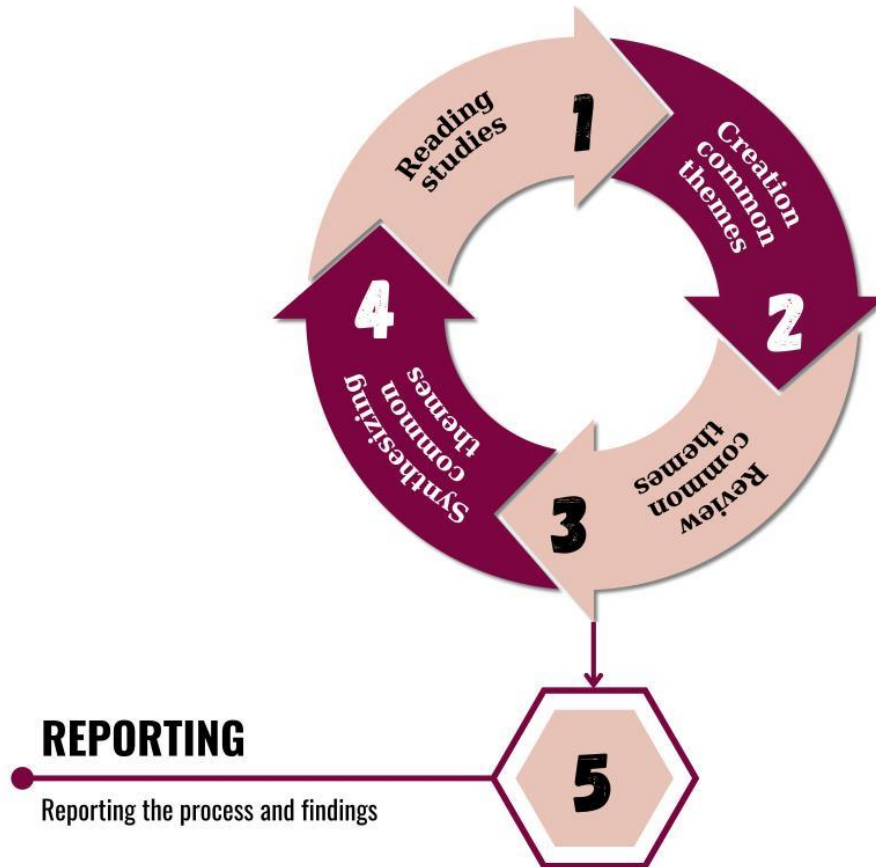 1
Reading
studies
2
Creation
common
themes
3
Review
common
themes
4
Synthesizing
common
themes
5
REPORTING
Reporting the process and findings